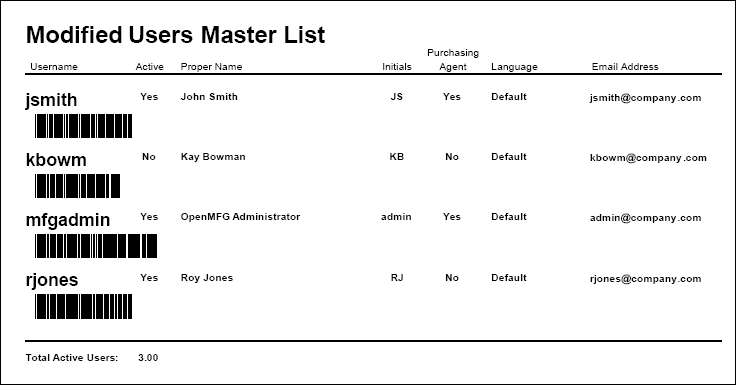 Modified Users Master List
Username Active Proper Name Initials Purchasing Agent Language Email Address
jsmith Yes John Smith JS Yes Default jsmith@company.com
kbowm No Kay Bowman KB No Default kbowm@company.com
mfgadmin Yes OpenMFG Administrator admin Yes Default admin@company.com
rjones Yes Roy Jones RJ No Default rjones@company.com
Total Active Users: 3.00